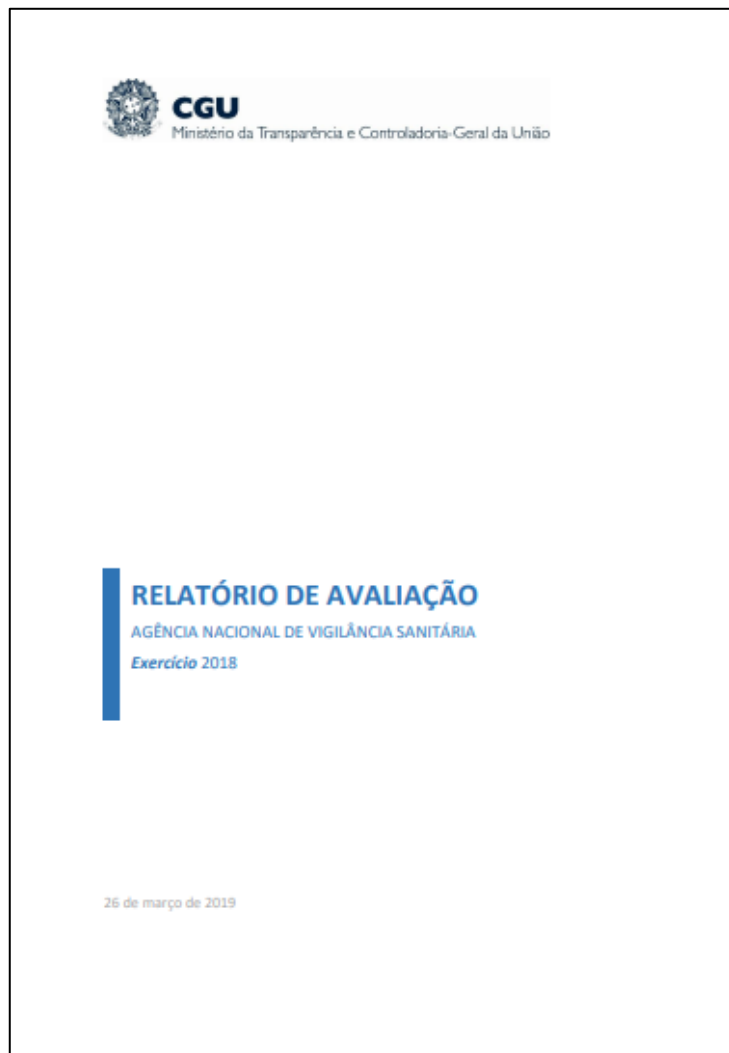 CGU
Ministério da Transparência e Controladoria-Geral da União
RELATÓRIO DE AVALIAÇÃO
AGÊNCIA NACIONAL DE VIGILÂNCIA SANITÁRIA
Exercício 2018
26 de março de 2019